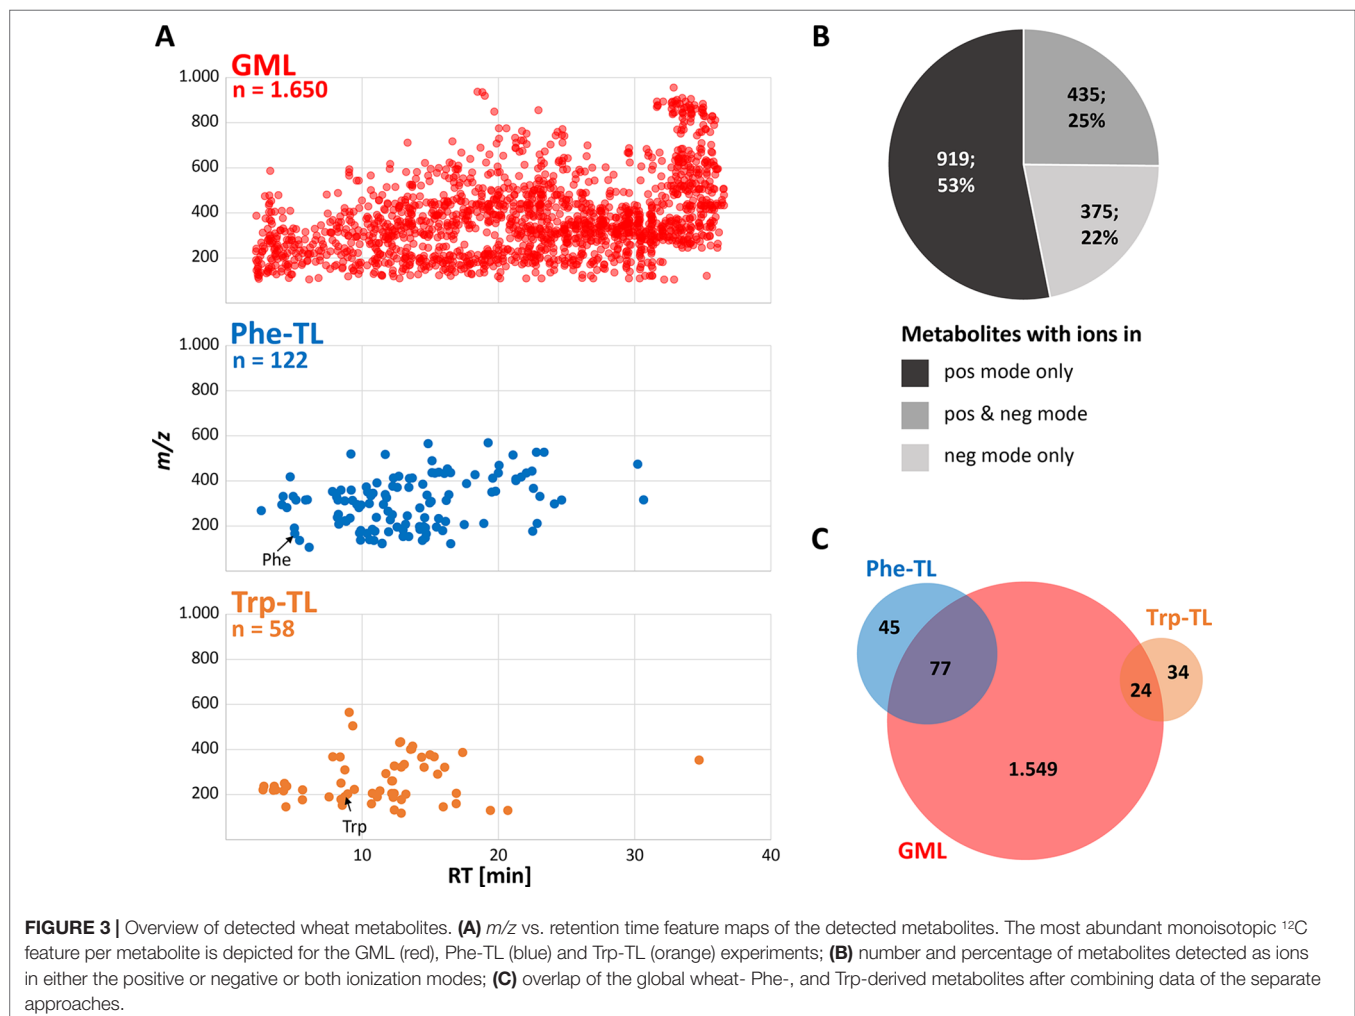 A
GML
n = 1.650
1.000
800
600
400
200
Phe-TL
n = 122
1.000
800
600
400
200
Phe
m/z
Trp-TL
n = 58
1.000
800
600
400
200
Trp
10
20
30
40
RT [min]
B
435;
25%
919;
53%
375;
22%
Metabolites with ions in
pos mode only
pos & neg mode
neg mode only
C
Phe-TL
Trp-TL
45
77
34
24
1.549
GML
FIGURE 3 | Overview of detected wheat metabolites. (A) m/z vs. retention time feature maps of the detected metabolites. The most abundant monoisotopic ¹²C
feature per metabolite is depicted for the GML (red), Phe-TL (blue) and Trp-TL (orange) experiments; (B) number and percentage of metabolites detected as ions
in either the positive or negative or both ionization modes; (C) overlap of the global wheat- Phe-, and Trp-derived metabolites after combining data of the separate
approaches.